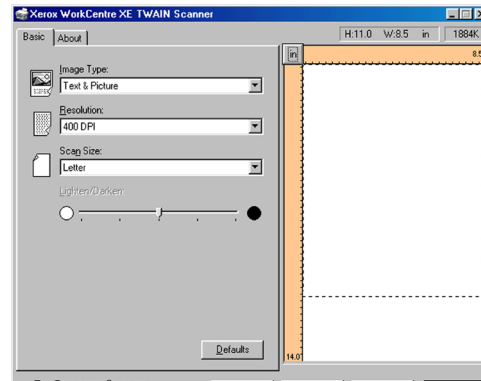 Xerox WorkCentre XE TWAIN Scanner
Basic About
H:11.0 W:8.5 in 1884K
in
8.5
Image Type:
Text & Picture
Resolution:
400 DPI
Scan Size:
Letter
Lighten/Darken:
Defaults
14.0